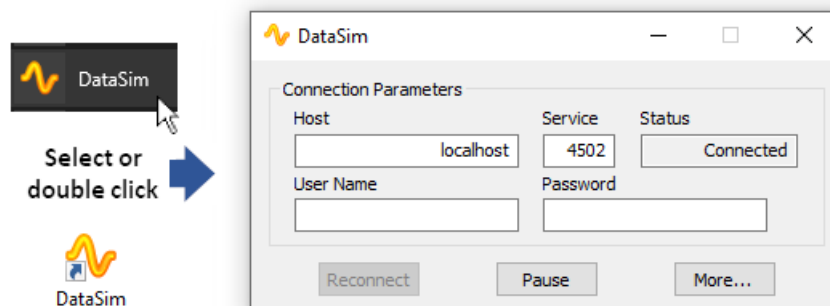 DataSim
Select or
double click
DataSim
DataSim
Connection Parameters
Host Service Status
localhost 4502 Connected
User Name Password
Reconnect Pause More...